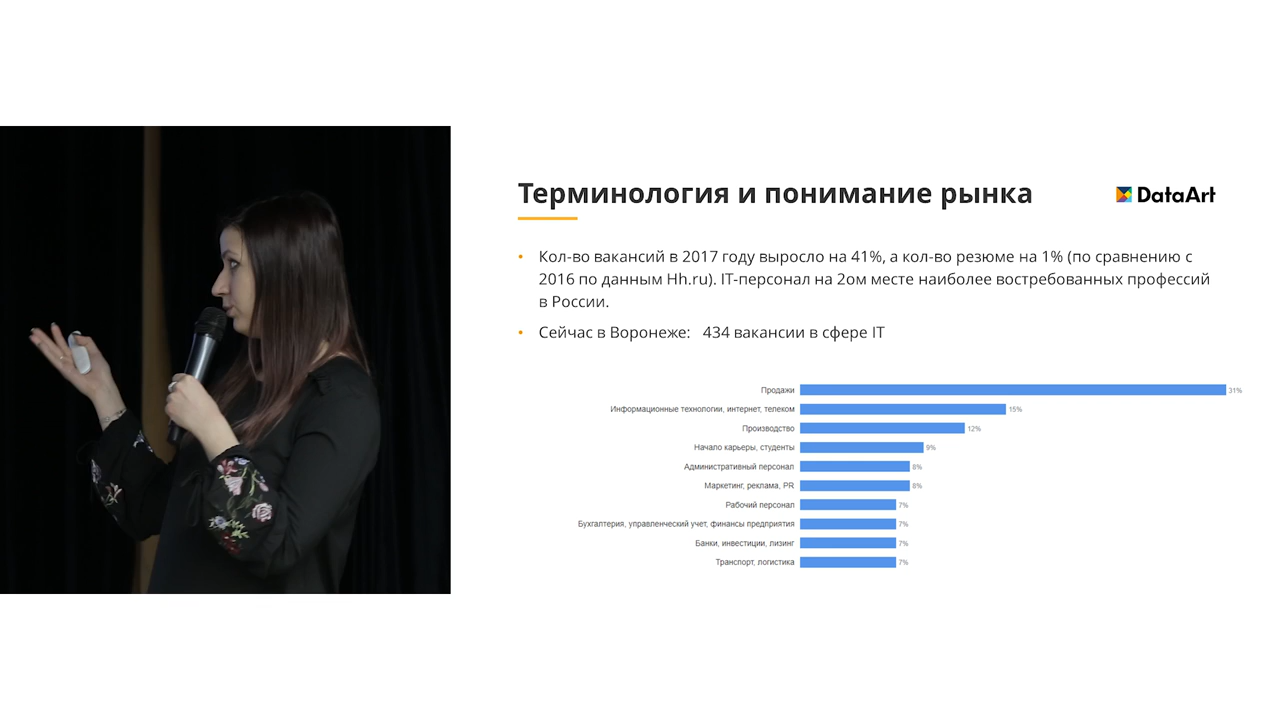 Терминология и понимание рынка
DataArt
• Кол-во вакансий в 2017 году выросло на 41%, а кол-во резюме на 1% (по сравнению с
2016 по данным Hh.ru). IT-персонал на 2ом месте наиболее востребованных профессий
в России.
• Сейчас в Воронеже: 434 вакансии в сфере IT
Продажи 31%
Информационные технологии, интернет, телеком 15%
Производство 12%
Начало карьеры, студенты 9%
Административный персонал 8%
Маркетинг, реклама, PR 8%
Рабочий персонал 7%
Бухгалтерия, управленческий учет, финансы предприятия 7%
Банки, инвестиции, лизинг 7%
Транспорт, логистика 7%